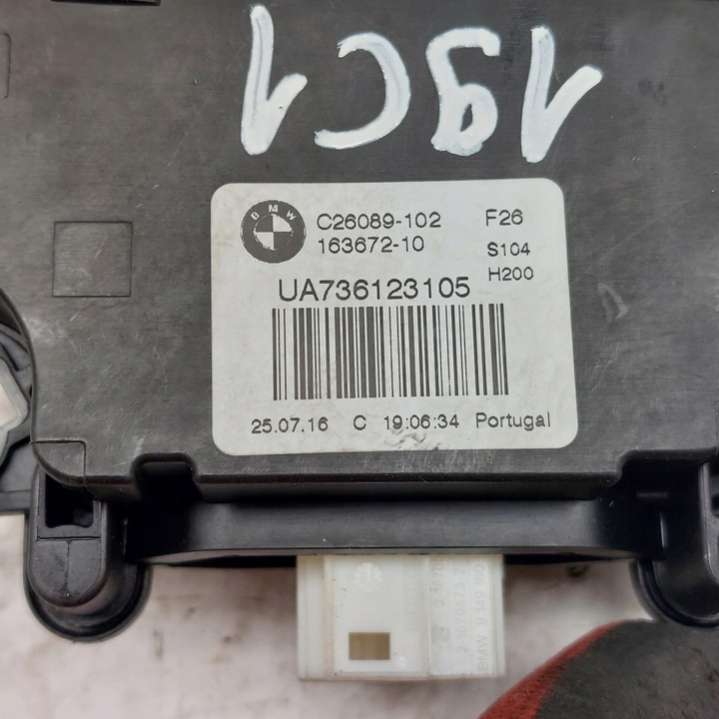 19C1
BMW
C26089-102 F26
163672-10 S104
UA736123105 H200
25.07.16 C 19:06:34 Portugal